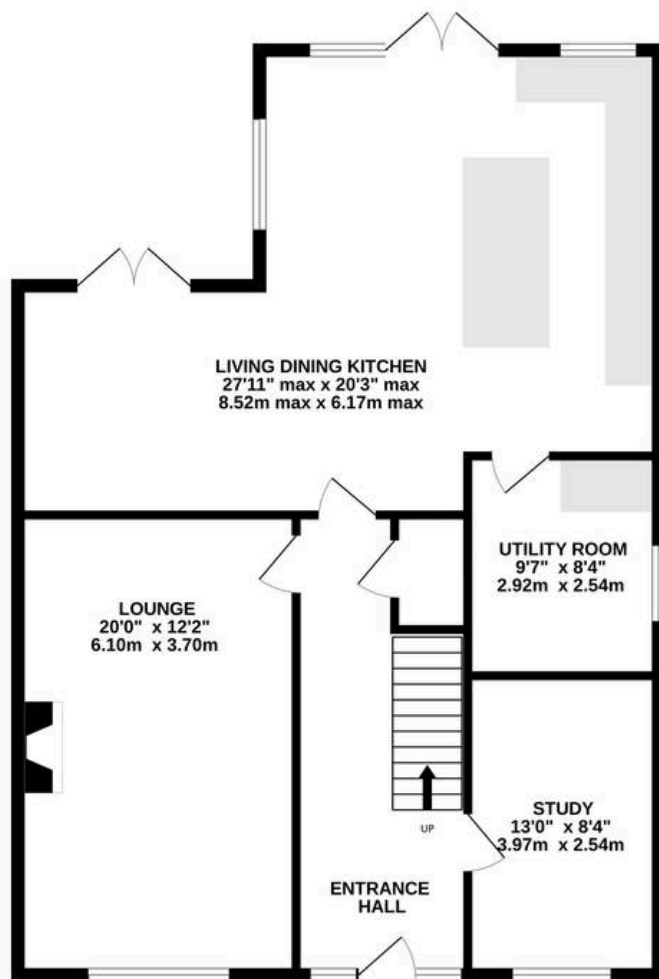 LIVING DINING KITCHEN
27'11" max x 20'3" max
8.52m max x 6.17m max
UTILITY ROOM
9'7" x 8'4"
2.92m x 2.54m
LOUNGE
20'0" x 12'2"
6.10m x 3.70m
STUDY
13'0" x 8'4"
3.97m x 2.54m
UP
ENTRANCE
HALL